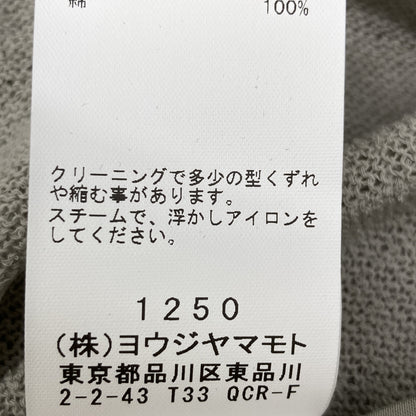 綿 100%
クリーニングで多少の型くずれ
や縮む事があります。
スチームで、浮かしアイロンを
してください。
1250
(株)ヨウジヤマモト
東京都品川区東品川
2-2-43 T33 QCR-F